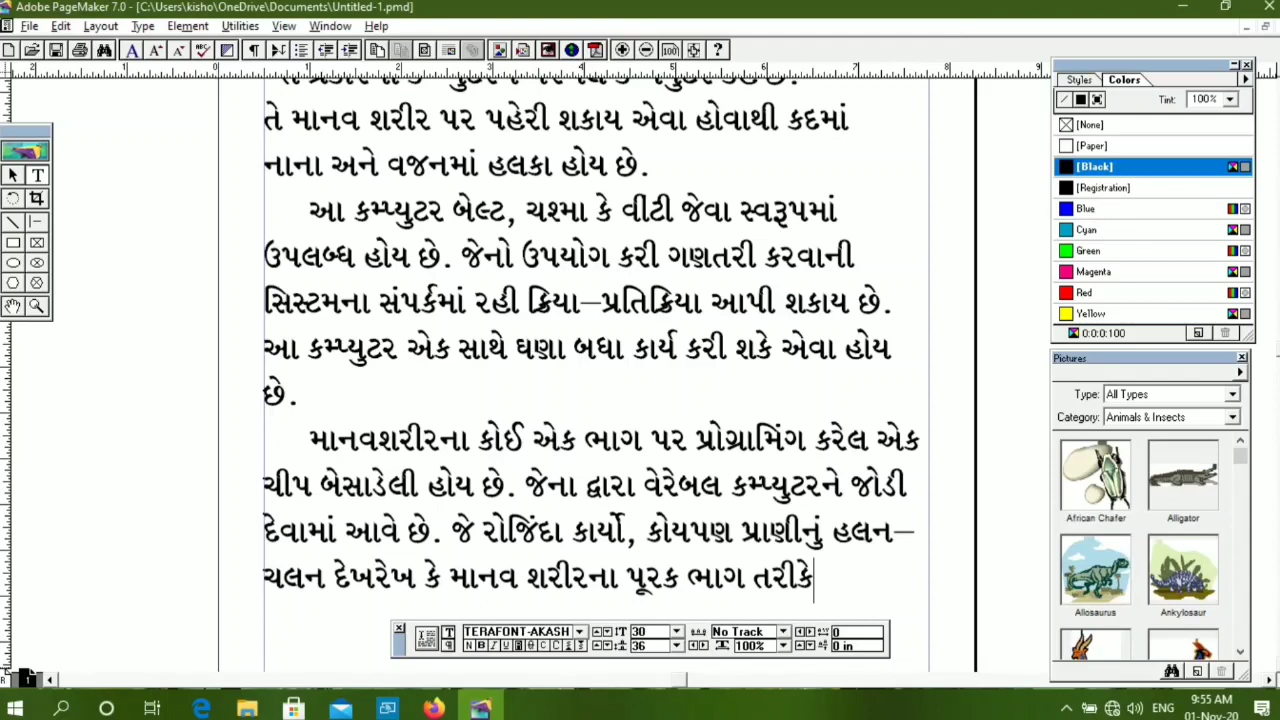 Adobe PageMaker 7.0 - [C:\Users\kisho\OneDrive\Documents\Untitled-1.pmd]
File Edit Layout Type Element Utilities View Window Help
તે માનવ શરીર પર પહેરી શકાય એવા હોવાથી કદમાં
નાના અને વજનમાં હલકા હોય છે.
આ કમ્પ્યુટર બેલ્ટ, ચશ્મા કે વીટી જેવા સ્વરૂપમાં
ઉપલબ્ધ હોય છે. જેનો ઉપયોગ કરી ગણતરી કરવાની
સિસ્ટમના સંપર્કમાં રહી ક્રિયા–પ્રતિક્રિયા આપી શકાય છે.
આ કમ્પ્યુટર એક સાથે ઘણા બધા કાર્ય કરી શકે એવા હોય
છે.
માનવશરીરના કોઈ એક ભાગ પર પ્રોગ્રામિંગ કરેલ એક
ચીપ બેસાડેલી હોય છે. જેના દ્વારા વેરેબલ કમ્પ્યુટરને જોડી
દેવામાં આવે છે. જે રોજિંદા કાર્યો, કોયપણ પ્રાણીનું હલન–
ચલન દેખરેખ કે માનવ શરીરના પૂરક ભાગ તરીકે
TERAFONT-AKASH 30 No Track 0
N B I U 36 100% 0 in
Styles Colors
Tint: 100%
[None]
[Paper]
[Black]
[Registration]
Blue
Cyan
Green
Magenta
Red
Yellow
0:0:0:100
Pictures
Type: All Types
Category: Animals & Insects
African Chafer Alligator
Allosaurus Ankylosaur
1
9:55 AM
01-Nov-20